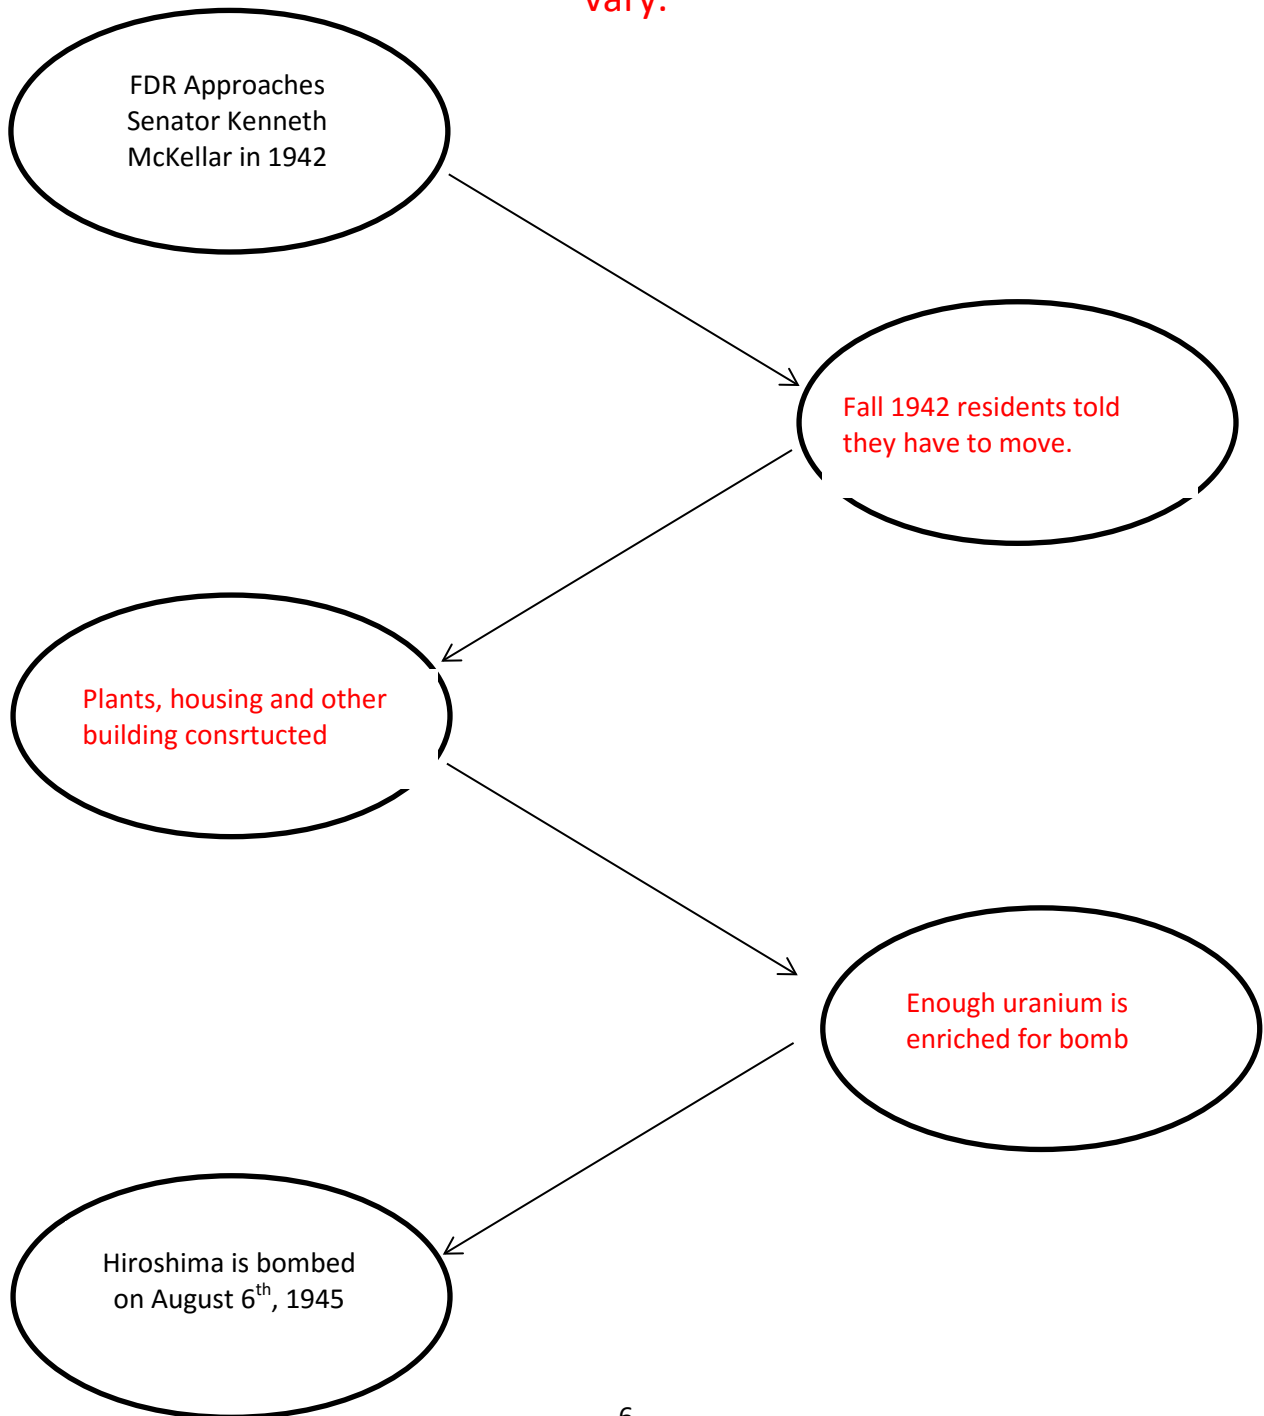 vary.
FDR Approaches
Senator Kenneth
McKellar in 1942
Fall 1942 residents told
they have to move.
Plants, housing and other
building consrtucted
Enough uranium is
enriched for bomb
Hiroshima is bombed
on August 6th, 1945
6